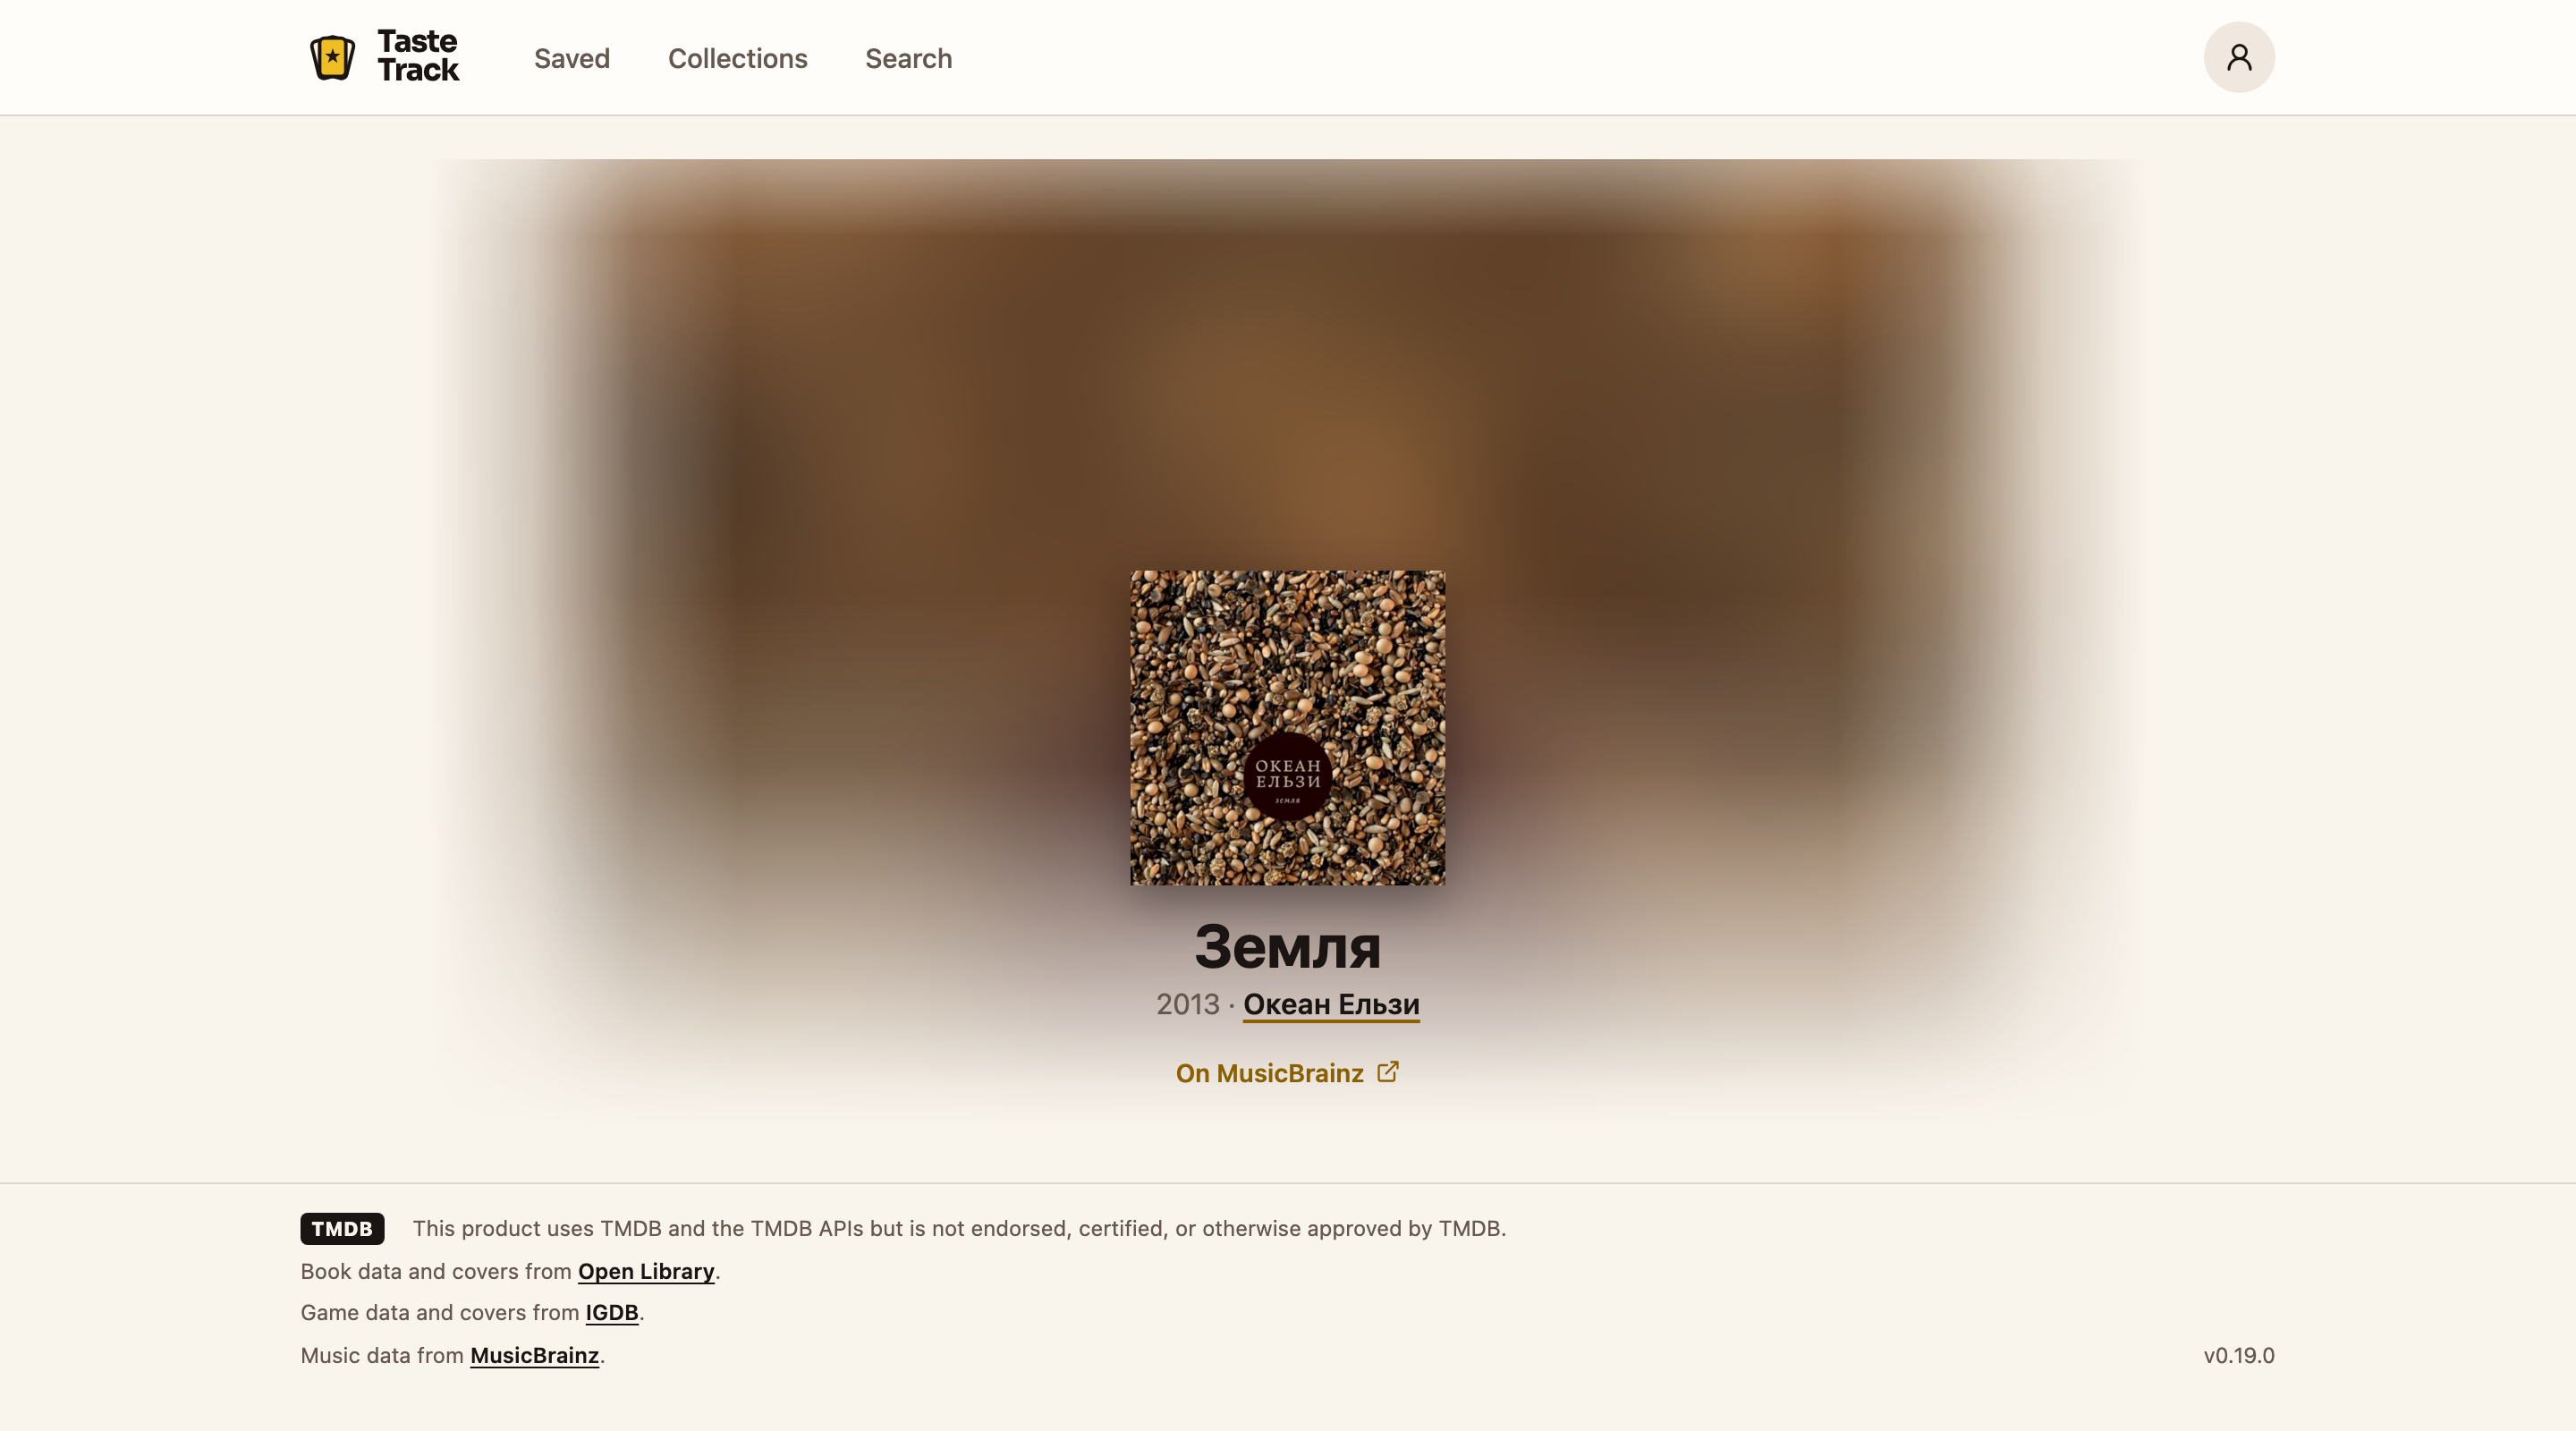 Taste
Track
Saved
Collections
Search
ОКЕАН
ЕЛЬЗИ
земля
Земля
2013 · Океан Ельзи
On MusicBrainz
TMDB This product uses TMDB and the TMDB APIs but is not endorsed, certified, or otherwise approved by TMDB.
Book data and covers from Open Library.
Game data and covers from IGDB.
Music data from MusicBrainz.
v0.19.0